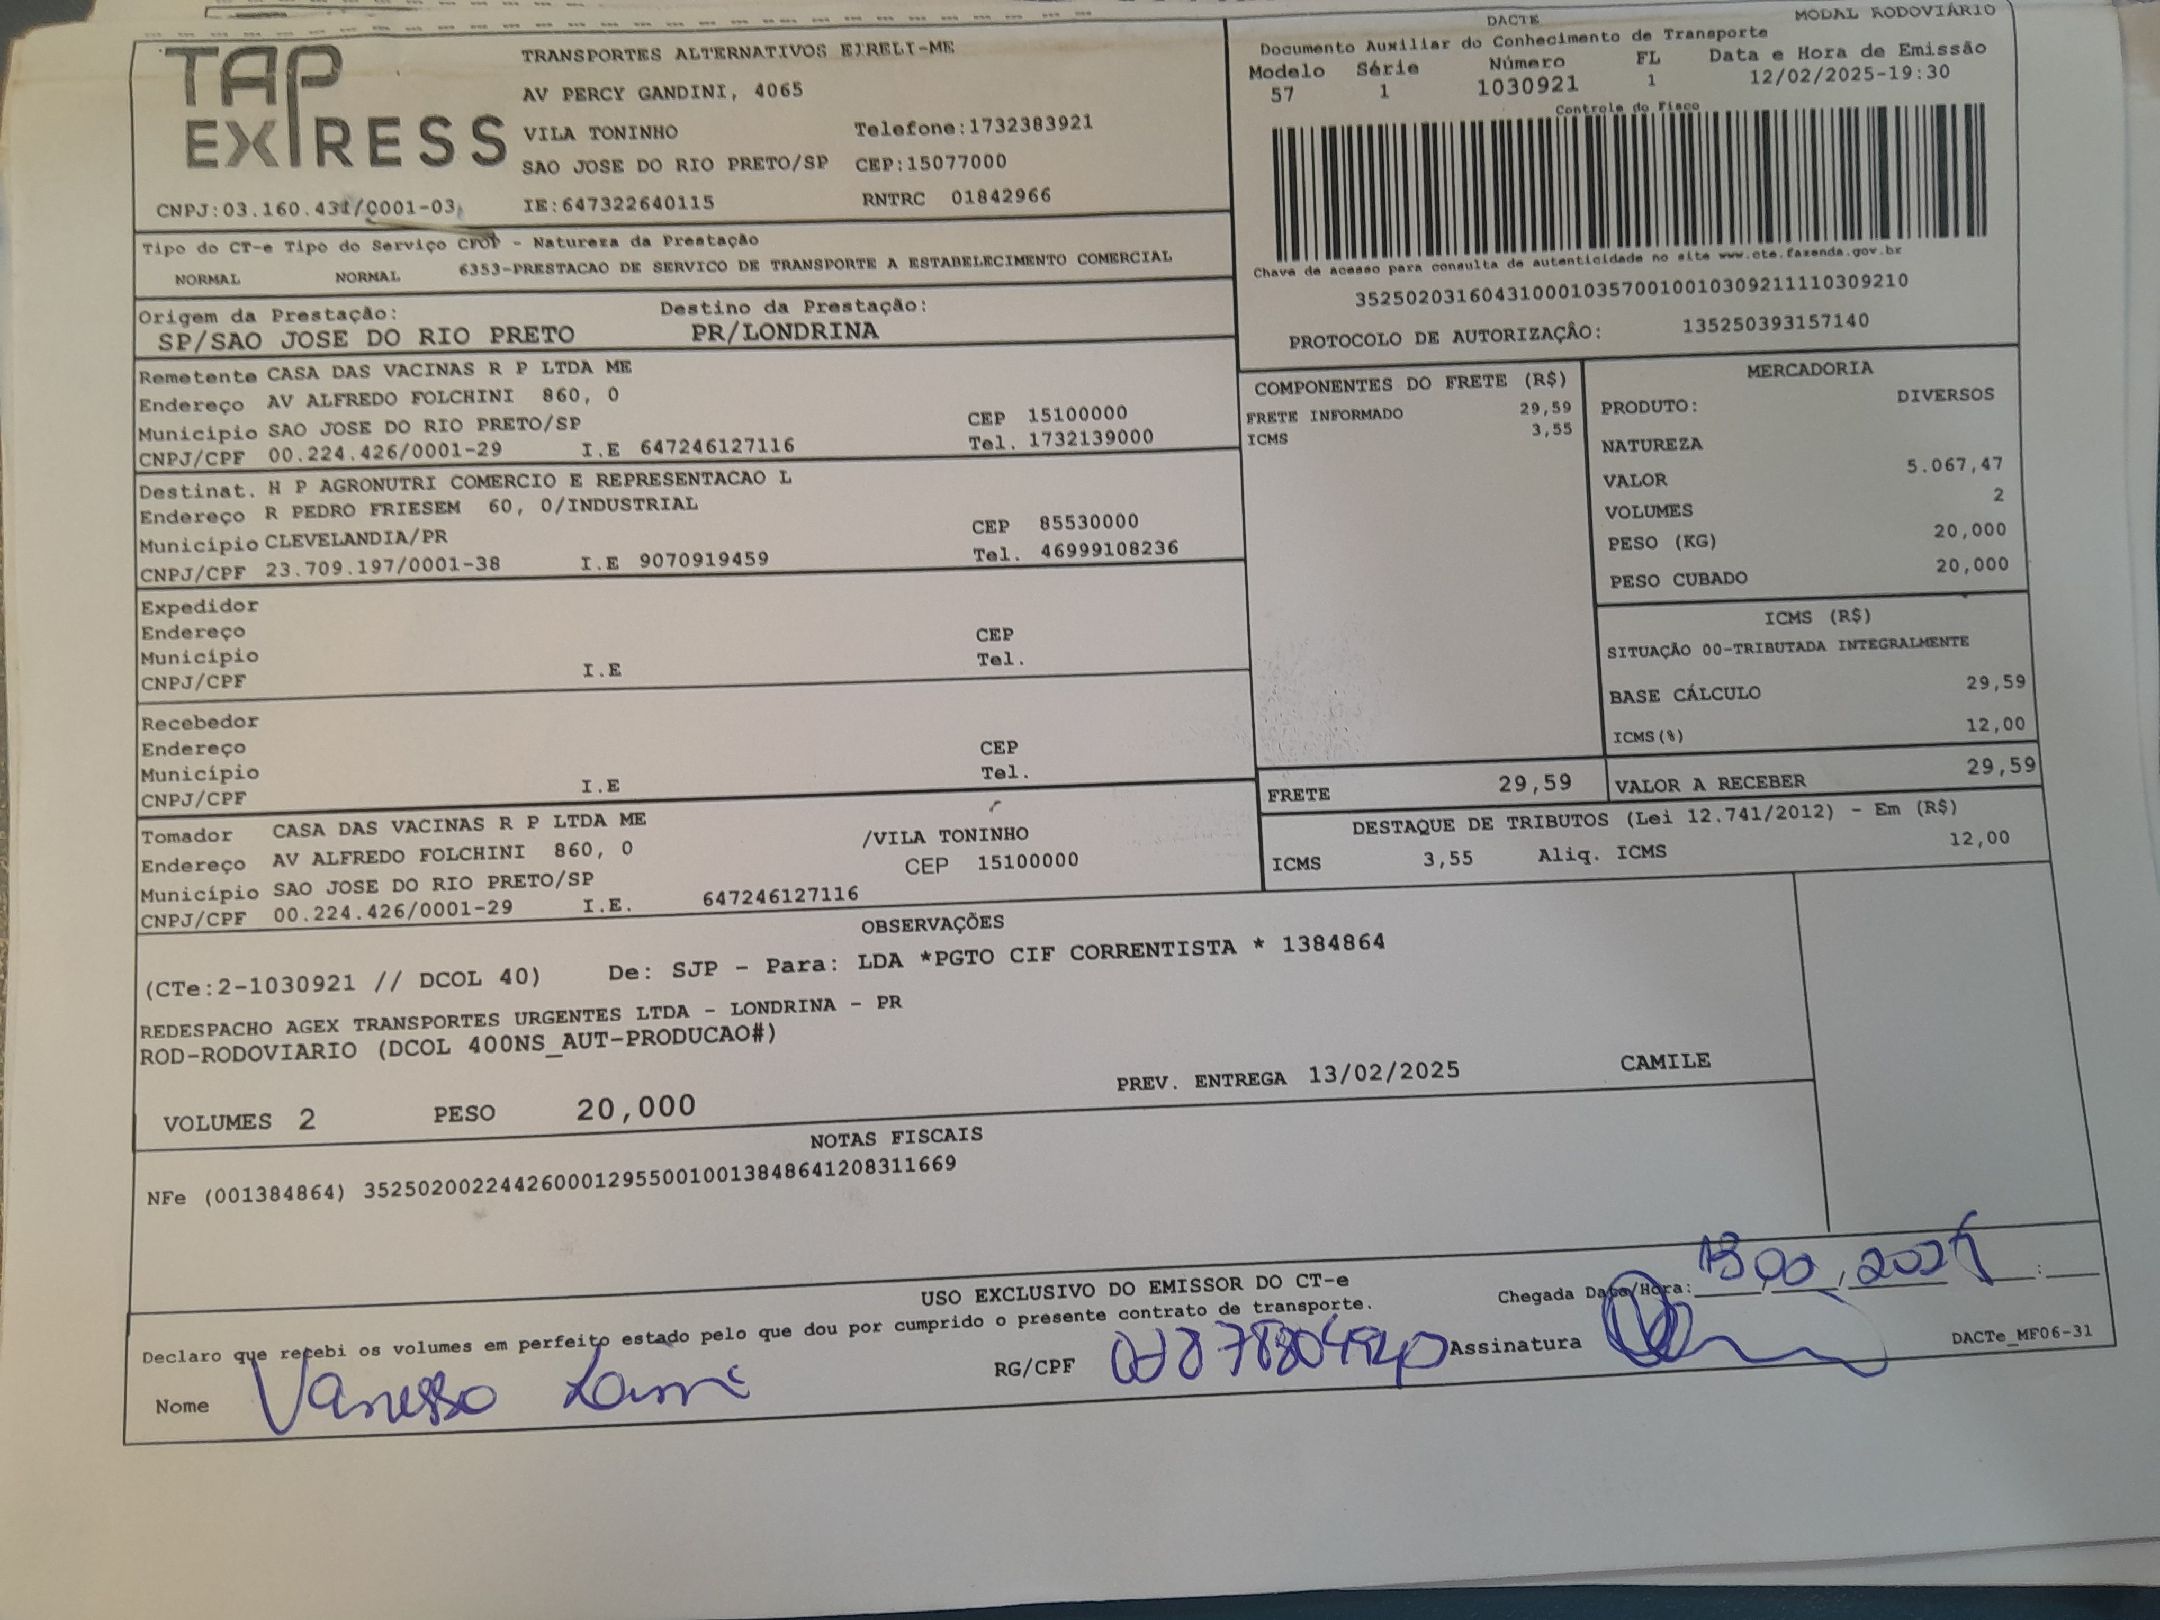 TAP
EXPRESS
TRANSPORTES ALTERNATIVOS EIRELI-ME
AV PERCY GANDINI, 4065
VILA TONINHO Telefone:1732383921
SAO JOSE DO RIO PRETO/SP CEP:15077000
CNPJ:03.160.431/0001-03 IE:647322640115 RNTRC 01842966
DACTE MODAL RODOVIÁRIO
Documento Auxiliar do Conhecimento de Transporte
Modelo Série Número FL Data e Hora de Emissão
57 1 1030921 1 12/02/2025-19:30
Controle do Fisco
Chave de acesso para consulta de autenticidade no site www.cte.fazenda.gov.br
35250203160431000103570010010309211110309210
PROTOCOLO DE AUTORIZAÇÂO: 135250393157140
Tipo do CT-e Tipo do Serviço CFOP - Natureza da Prestação
NORMAL NORMAL 6353-PRESTACAO DE SERVICO DE TRANSPORTE A ESTABELECIMENTO COMERCIAL
Origem da Prestação: Destino da Prestação:
SP/SAO JOSE DO RIO PRETO PR/LONDRINA
Remetente CASA DAS VACINAS R P LTDA ME
Endereço AV ALFREDO FOLCHINI 860, 0
Município SAO JOSE DO RIO PRETO/SP CEP 15100000
CNPJ/CPF 00.224.426/0001-29 I.E 647246127116 Tel. 1732139000
Destinat. H P AGRONUTRI COMERCIO E REPRESENTACAO L
Endereço R PEDRO FRIESEM 60, 0/INDUSTRIAL
Município CLEVELANDIA/PR CEP 85530000
CNPJ/CPF 23.709.197/0001-38 I.E 9070919459 Tel. 46999108236
Expedidor
Endereço
Município CEP
CNPJ/CPF I.E Tel.
Recebedor
Endereço
Município CEP
CNPJ/CPF I.E Tel.
Tomador CASA DAS VACINAS R P LTDA ME
Endereço AV ALFREDO FOLCHINI 860, 0 /VILA TONINHO
Município SAO JOSE DO RIO PRETO/SP CEP 15100000
CNPJ/CPF 00.224.426/0001-29 I.E. 647246127116
COMPONENTES DO FRETE (R$)
FRETE INFORMADO 29,59
ICMS 3,55
MERCADORIA
PRODUTO: DIVERSOS
NATUREZA
VALOR 5.067,47
VOLUMES 2
PESO (KG) 20,000
PESO CUBADO 20,000
ICMS (R$)
SITUAÇÃO 00-TRIBUTADA INTEGRALMENTE
BASE CÁLCULO 29,59
ICMS(%) 12,00
FRETE 29,59 VALOR A RECEBER 29,59
DESTAQUE DE TRIBUTOS (Lei 12.741/2012) - Em (R$)
ICMS 3,55 Aliq. ICMS 12,00
OBSERVAÇÕES
(CTe:2-1030921 // DCOL 40) De: SJP - Para: LDA *PGTO CIF CORRENTISTA * 1384864
REDESPACHO AGEX TRANSPORTES URGENTES LTDA - LONDRINA - PR
ROD-RODOVIARIO (DCOL 400NS_AUT-PRODUCAO#)
PREV. ENTREGA 13/02/2025 CAMILE
VOLUMES 2 PESO 20,000
NOTAS FISCAIS
NFe (001384864) 35250200224426000129550010013848641208311669
USO EXCLUSIVO DO EMISSOR DO CT-e
Declaro que recebi os volumes em perfeito estado pelo que dou por cumprido o presente contrato de transporte.
Chegada Data/Hora:
Nome Vanessa RG/CPF Assinatura
DACTe_MF06-31